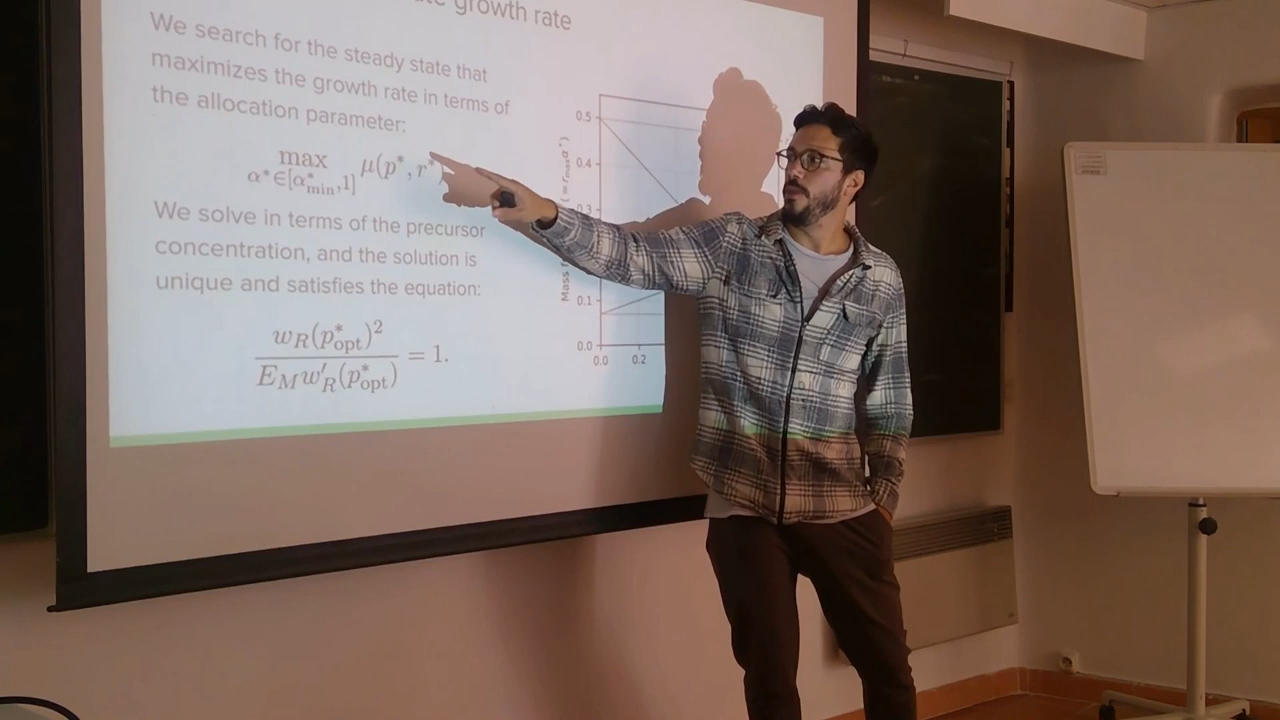 growth rate
We search for the steady state that
maximizes the growth rate in terms of
the allocation parameter:
max μ(p*, r*
α*∈[α*min,1]
We solve in terms of the precursor
concentration, and the solution is
unique and satisfies the equation:
wR(p*opt)²
EMw′R(p*opt)
= 1.
Mass
(= rmaxα*)
0.5
0.4
0.3
0.1
0.0
0.0 0.2